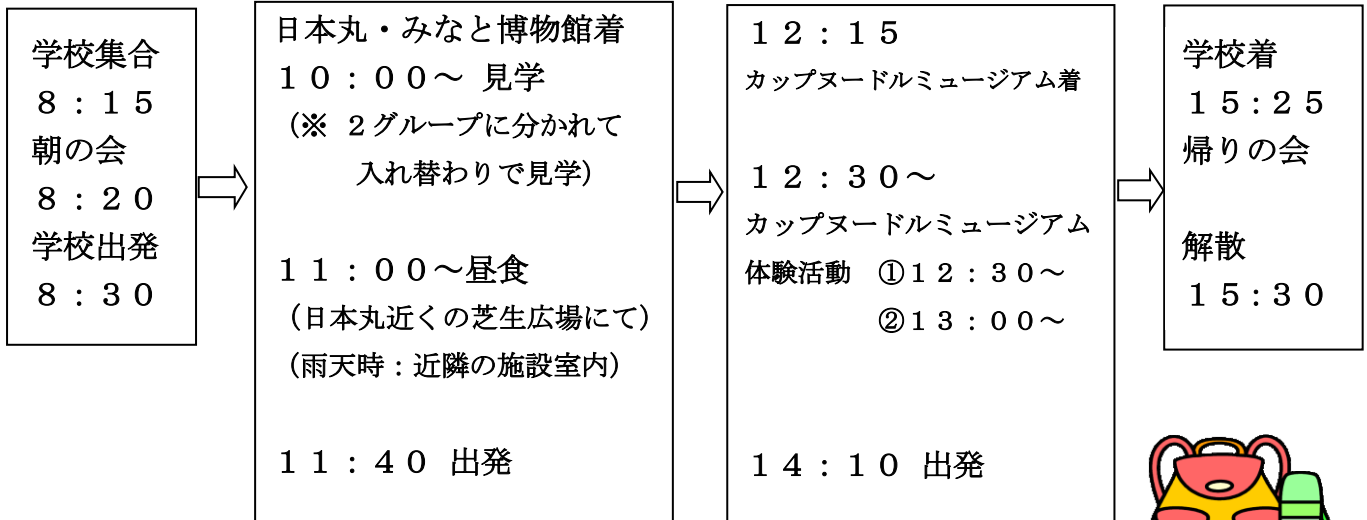 学校集合
８：１５
朝の会
８：２０
学校出発
８：３０
日本丸・みなと博物館着
１０：００～ 見学
（※ ２グループに分かれて
入れ替わりで見学）
１１：００～昼食
（日本丸近くの芝生広場にて）
（雨天時：近隣の施設室内）
１１：４０ 出発
１２：１５
カップヌードルミュージアム着
１２：３０～
カップヌードルミュージアム
体験活動 ①１２：３０～
②１３：００～
１４：１０ 出発
学校着
１５:２５
帰りの会
解散
１５:３０